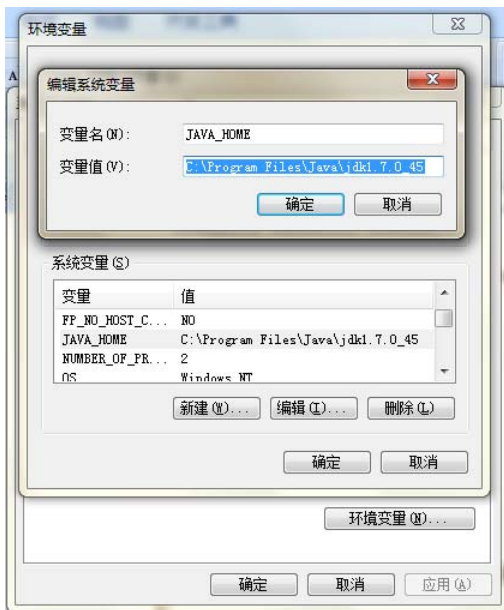 环境变量
编辑系统变量
变量名(N):
JAVA_HOME
变量值(V):
C:\Program Files\Java\jdk1.7.0_45
确定
取消
系统变量(S)
变量
值
FP_NO_HOST_C...
NO
JAVA_HOME
C:\Program Files\Java\jdk1.7.0_45
NUMBER_OF_PR...
2
OS
Windows NT
新建(W)...
编辑(I)...
删除(L)
确定
取消
环境变量(N)...
确定
取消
应用(A)